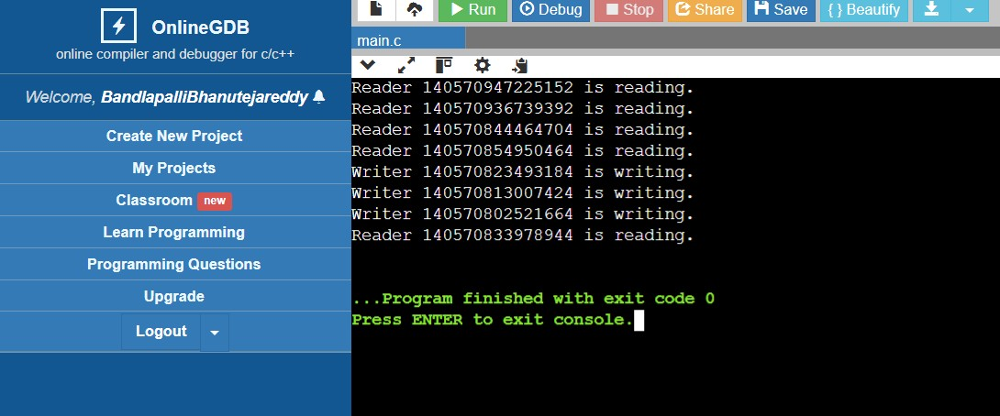 OnlineGDB
online compiler and debugger for c/c++
Welcome, BandlapalliBhanutejareddy
Create New Project
My Projects
Classroom new
Learn Programming
Programming Questions
Upgrade
Logout
Run Debug Stop Share Save { } Beautify
main.c
Reader 140570947225152 is reading.
Reader 140570936739392 is reading.
Reader 140570844464704 is reading.
Reader 140570854950464 is reading.
Writer 140570823493184 is writing.
Writer 140570813007424 is writing.
Writer 140570802521664 is writing.
Reader 140570833978944 is reading.
...Program finished with exit code 0
Press ENTER to exit console.